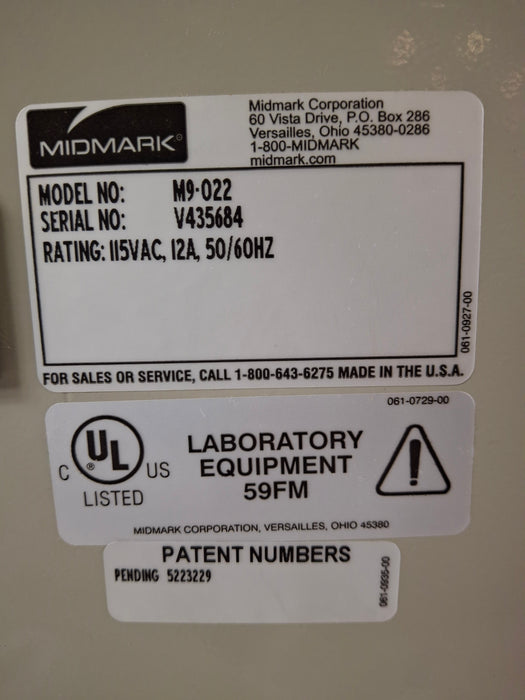 MIDMARK®
Midmark Corporation
60 Vista Drive, P.O. Box 286
Versailles, Ohio 45380-0286
1-800-MIDMARK
midmark.com
MODEL NO: M9-022
SERIAL NO: V435684
RATING: 115VAC, 12A, 50/60HZ
061-0927-00
FOR SALES OR SERVICE, CALL 1-800-643-6275 MADE IN THE U.S.A.
061-0729-00
C UL ® US
LISTED
LABORATORY
EQUIPMENT
59FM
!
MIDMARK CORPORATION, VERSAILLES, OHIO 45380
PATENT NUMBERS
PENDING 5223229
061-0935-00